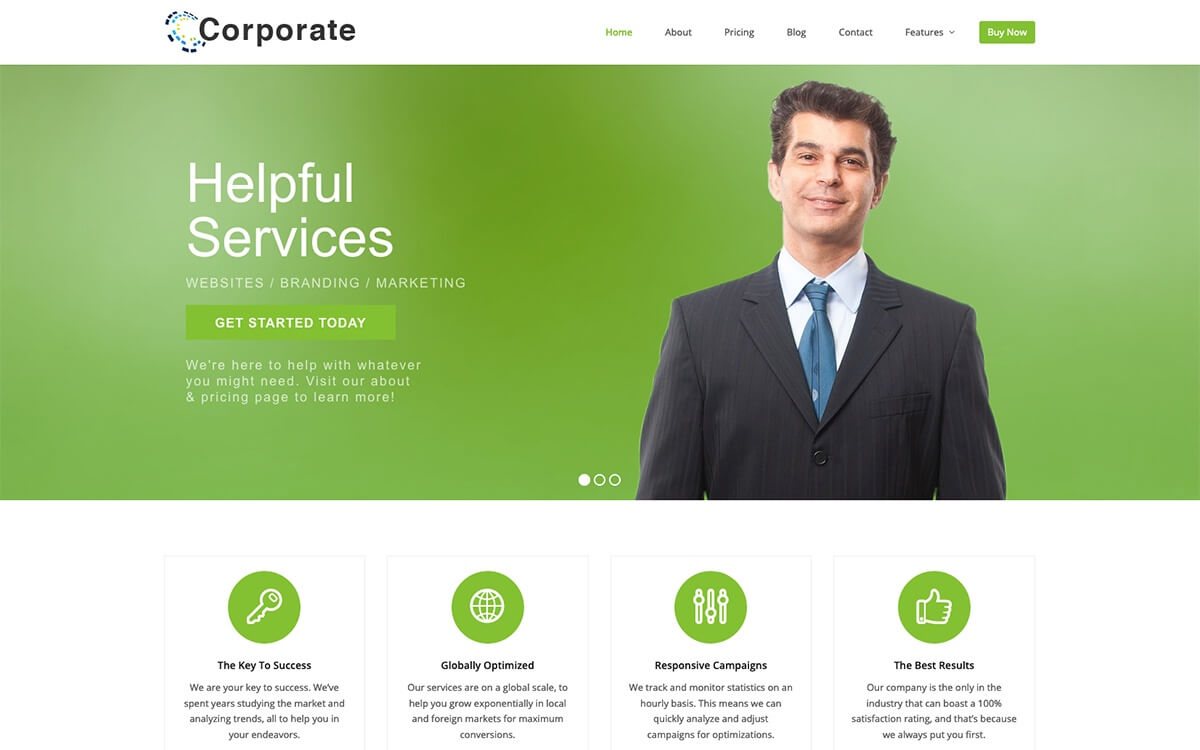 Corporate
Home About Pricing Blog Contact Features Buy Now
Helpful
Services
WEBSITES / BRANDING / MARKETING
GET STARTED TODAY
We're here to help with whatever
you might need. Visit our about
& pricing page to learn more!
The Key To Success
We are your key to success. We've
spent years studying the market and
analyzing trends, all to help you in
your endeavors.
Globally Optimized
Our services are on a global scale, to
help you grow exponentially in local
and foreign markets for maximum
conversions.
Responsive Campaigns
We track and monitor statistics on an
hourly basis. This means we can
quickly analyze and adjust
campaigns for optimizations.
The Best Results
Our company is the only in the
industry that can boast a 100%
satisfaction rating, and that's because
we always put you first.